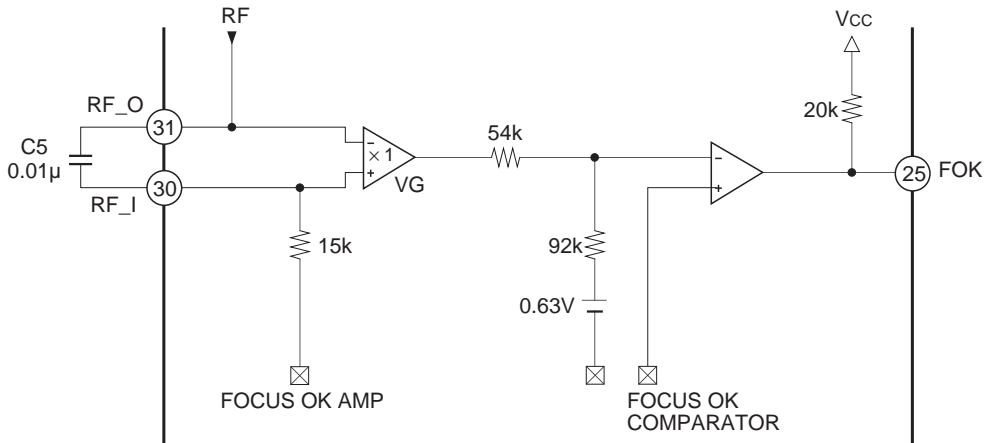 RF
VCC
RF_O
31
C5
0.01μ
30
RF_I
−
× 1
+
VG
15k
54k
92k
0.63V
−
+
20k
25
FOK
FOCUS OK AMP
FOCUS OK
COMPARATOR